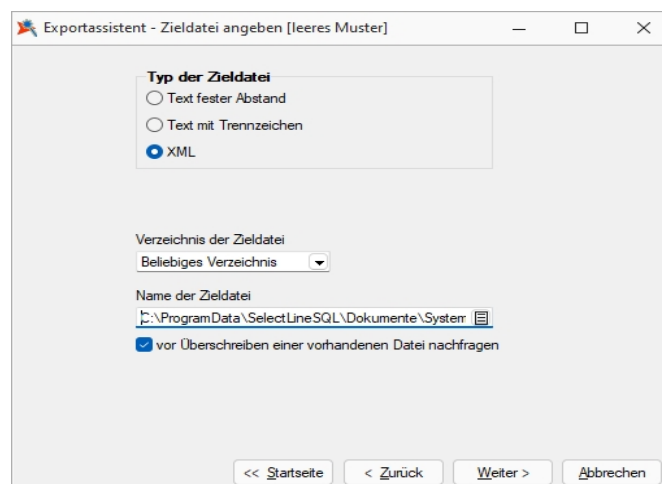 Exportassistent - Zieldatei angeben [leeres Muster]
Typ der Zieldatei
Text fester Abstand
Text mit Trennzeichen
XML
Verzeichnis der Zieldatei
Beliebiges Verzeichnis
Name der Zieldatei
C:\ProgramData\SelectLineSQL\Dokumente\System
vor Überschreiben einer vorhandenen Datei nachfragen
<< Startseite < Zurück Weiter > Abbrechen